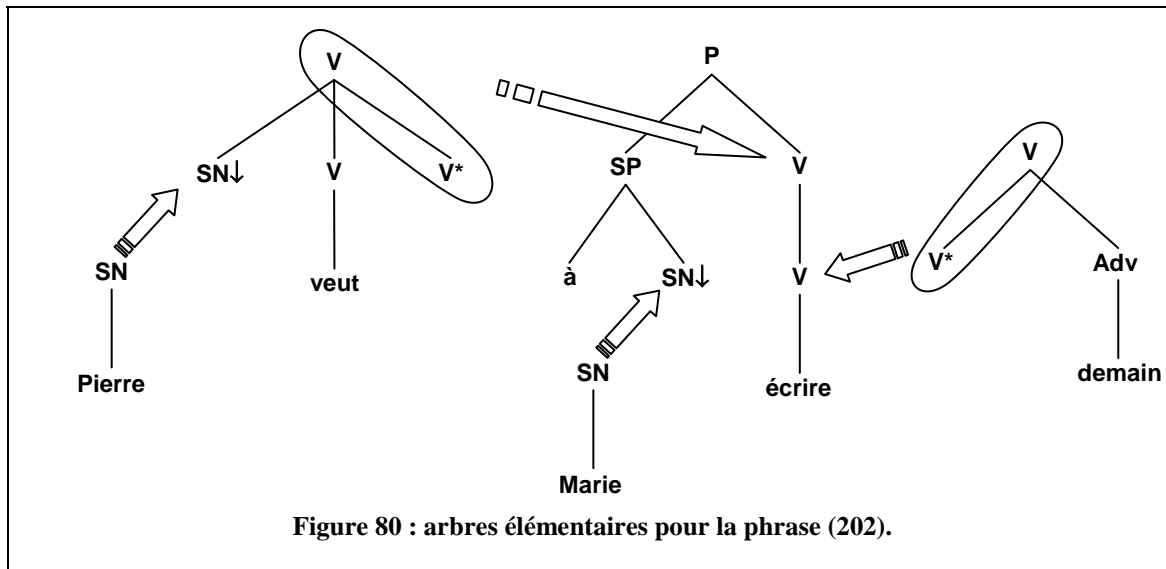 V
P
SN↓ V V*
SP V
V
SN
veut
à SN↓ V
V* Adv
Pierre
SN
écrire
demain
Marie
Figure 80 : arbres élémentaires pour la phrase (202).